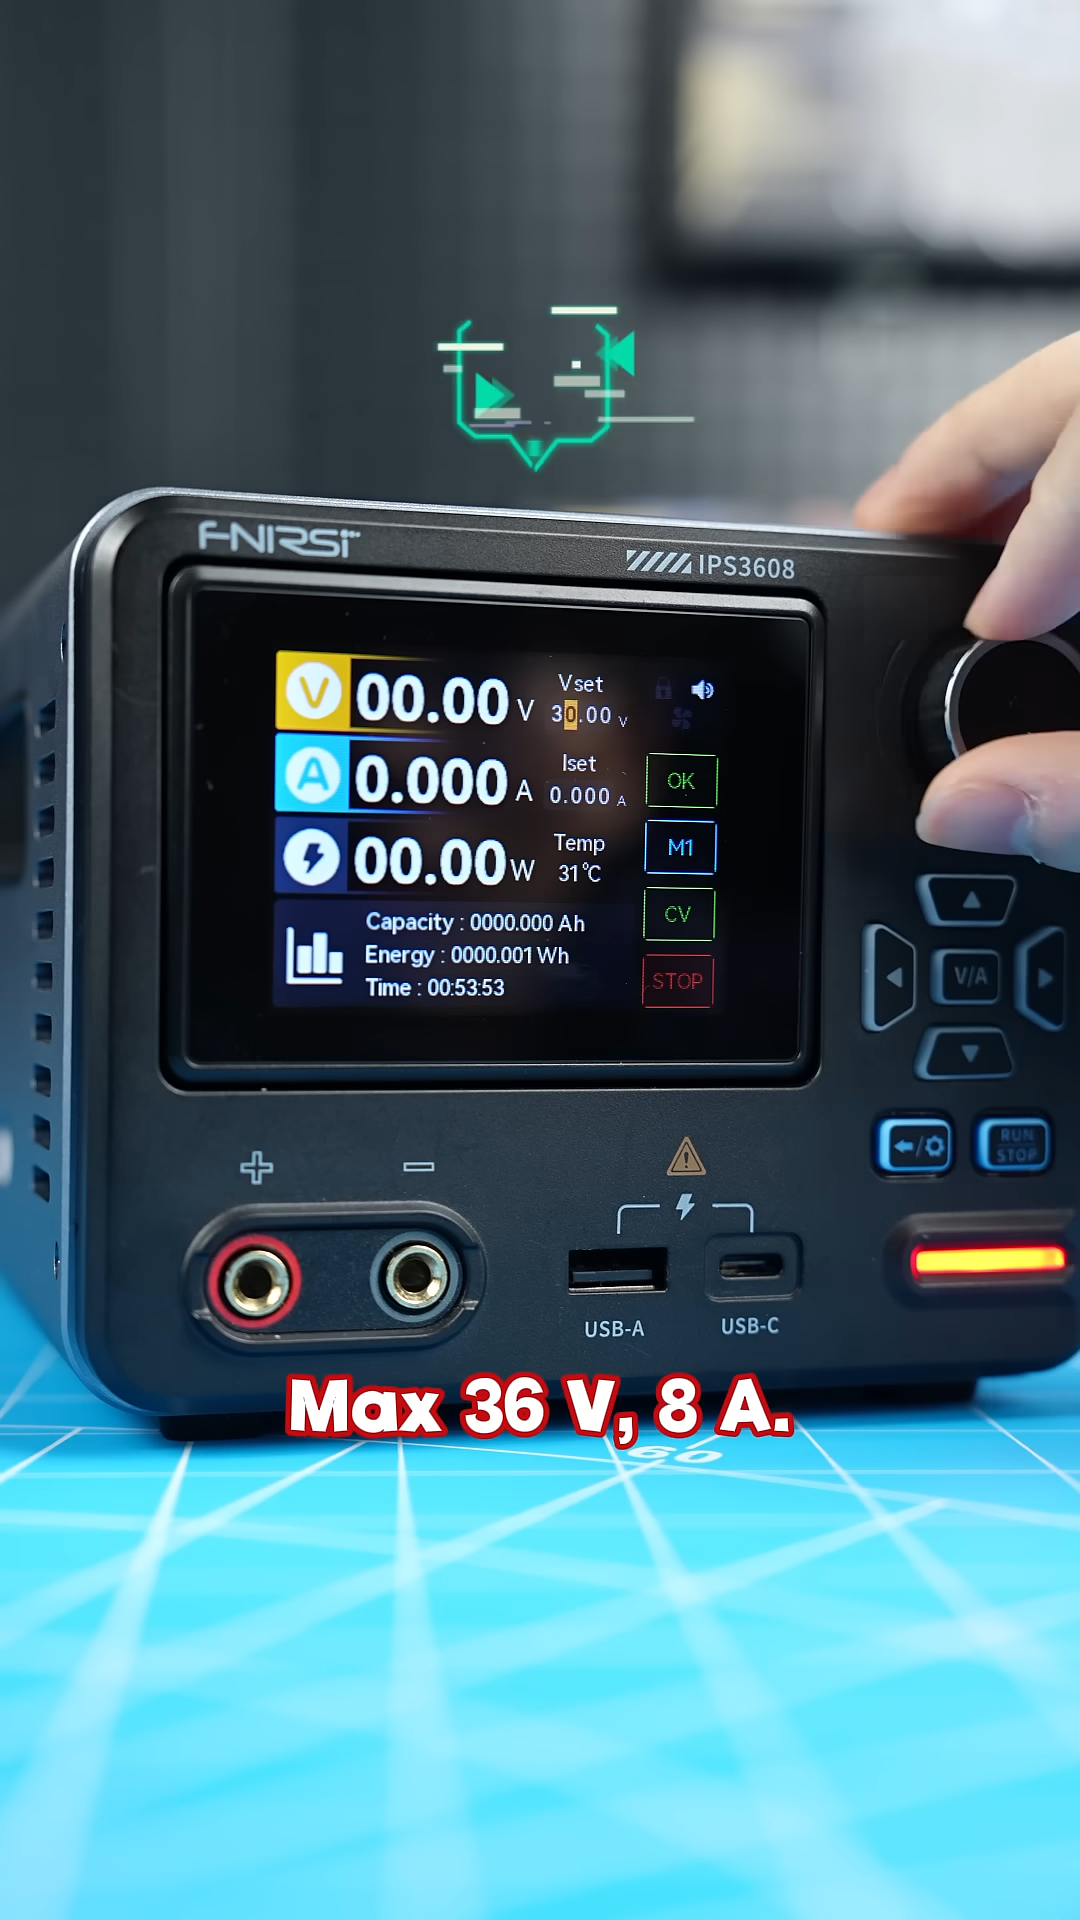 FNIRSI
IPS3608
V 00.00 V
Vset
30.00 V
A 0.000 A
Iset
0.000 A
OK
00.00 W
Temp
31°C
M1
CV
STOP
Capacity : 0000.000 Ah
Energy : 0000.001 Wh
Time : 00:53:53
V/A
RUN
STOP
USB-A
USB-C
Max 36 V, 8 A.
60